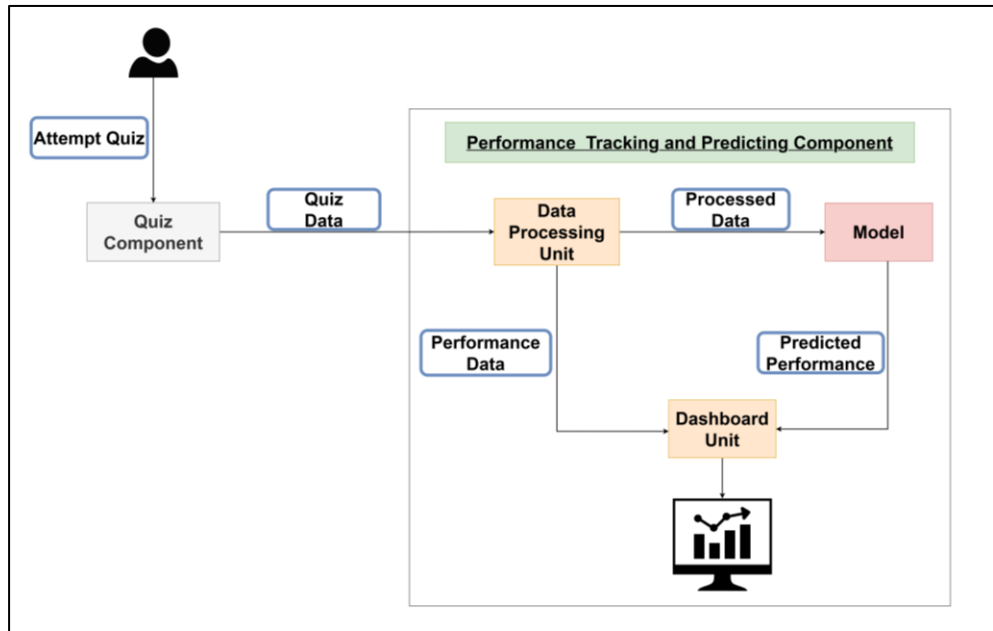 Attempt Quiz
Performance Tracking and Predicting Component
Quiz
Data
Processed
Data
Quiz
Component
Data
Processing
Unit
Model
Performance
Data
Predicted
Performance
Dashboard
Unit